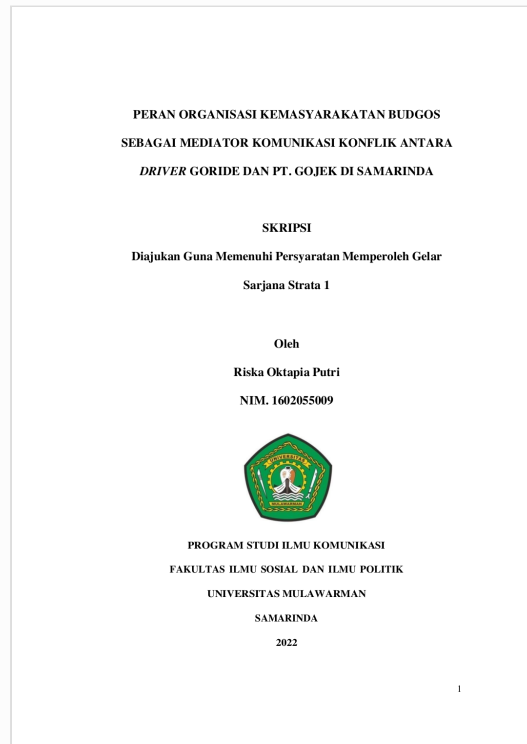 PERAN ORGANISASI KEMASYARAKATAN BUDGOS
SEBAGAI MEDIATOR KOMUNIKASI KONFLIK ANTARA
DRIVER GORIDE DAN PT. GOJEK DI SAMARINDA
SKRIPSI
Diajukan Guna Memenuhi Persyaratan Memperoleh Gelar
Sarjana Strata 1
Oleh
Riska Oktapia Putri
NIM. 1602055009
UNIVERSITAS
MULAWARMAN
PROGRAM STUDI ILMU KOMUNIKASI
FAKULTAS ILMU SOSIAL DAN ILMU POLITIK
UNIVERSITAS MULAWARMAN
SAMARINDA
2022
1